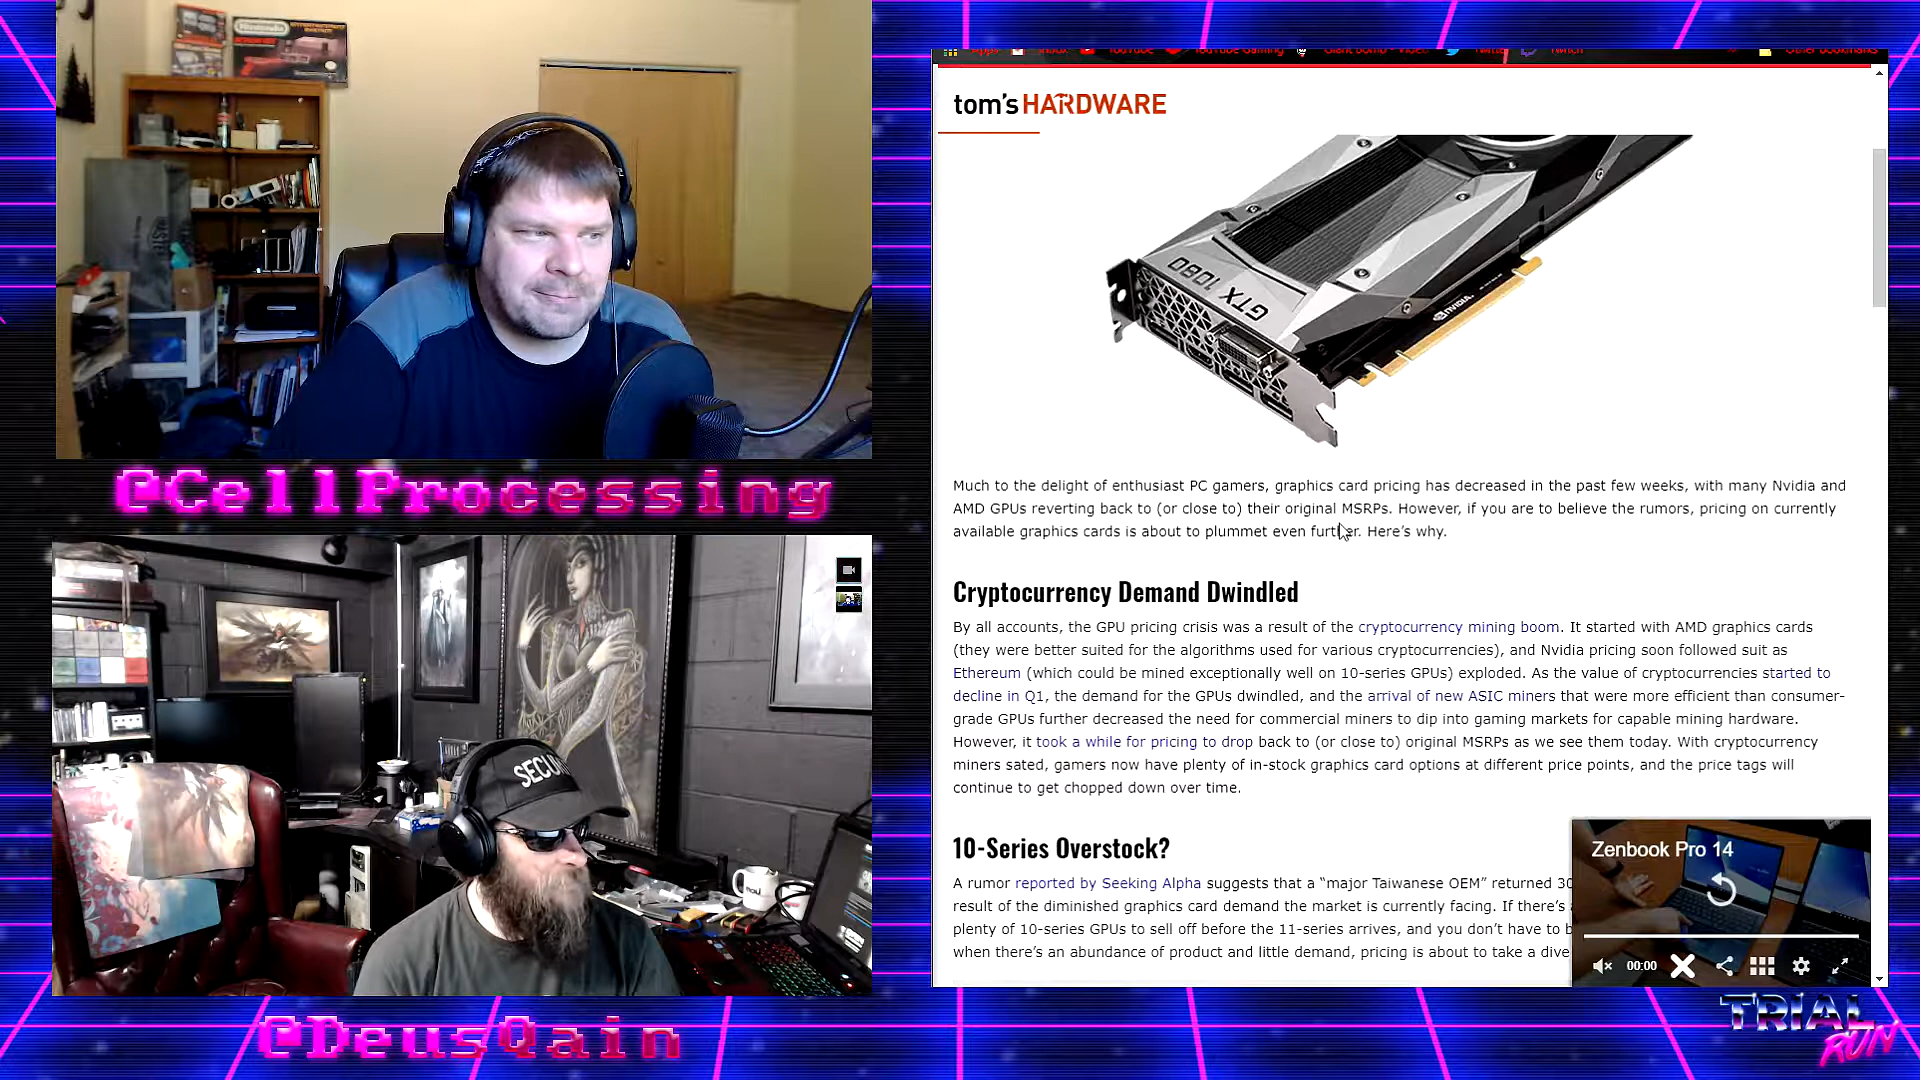 @CellProcessing
SECU
@DeusQain
Apps
YouTube
YouTube Gaming
Giant Bomb - Video
Twitch
Other bookmarks
tom's HARDWARE
GTX 1080
NVIDIA.
Much to the delight of enthusiast PC gamers, graphics card pricing has decreased in the past few weeks, with many Nvidia and
AMD GPUs reverting back to (or close to) their original MSRPs. However, if you are to believe the rumors, pricing on currently
available graphics cards is about to plummet even further. Here's why.
Cryptocurrency Demand Dwindled
By all accounts, the GPU pricing crisis was a result of the cryptocurrency mining boom. It started with AMD graphics cards
(they were better suited for the algorithms used for various cryptocurrencies), and Nvidia pricing soon followed suit as
Ethereum (which could be mined exceptionally well on 10-series GPUs) exploded. As the value of cryptocurrencies started to
decline in Q1, the demand for the GPUs dwindled, and the arrival of new ASIC miners that were more efficient than consumer-
grade GPUs further decreased the need for commercial miners to dip into gaming markets for capable mining hardware.
However, it took a while for pricing to drop back to (or close to) original MSRPs as we see them today. With cryptocurrency
miners sated, gamers now have plenty of in-stock graphics card options at different price points, and the price tags will
continue to get chopped down over time.
10-Series Overstock?
A rumor reported by Seeking Alpha suggests that a “major Taiwanese OEM” returned 30
result of the diminished graphics card demand the market is currently facing. If there's
plenty of 10-series GPUs to sell off before the 11-series arrives, and you don't have to b
when there's an abundance of product and little demand, pricing is about to take a dive
Zenbook Pro 14
00:00
TRIAL
RUN